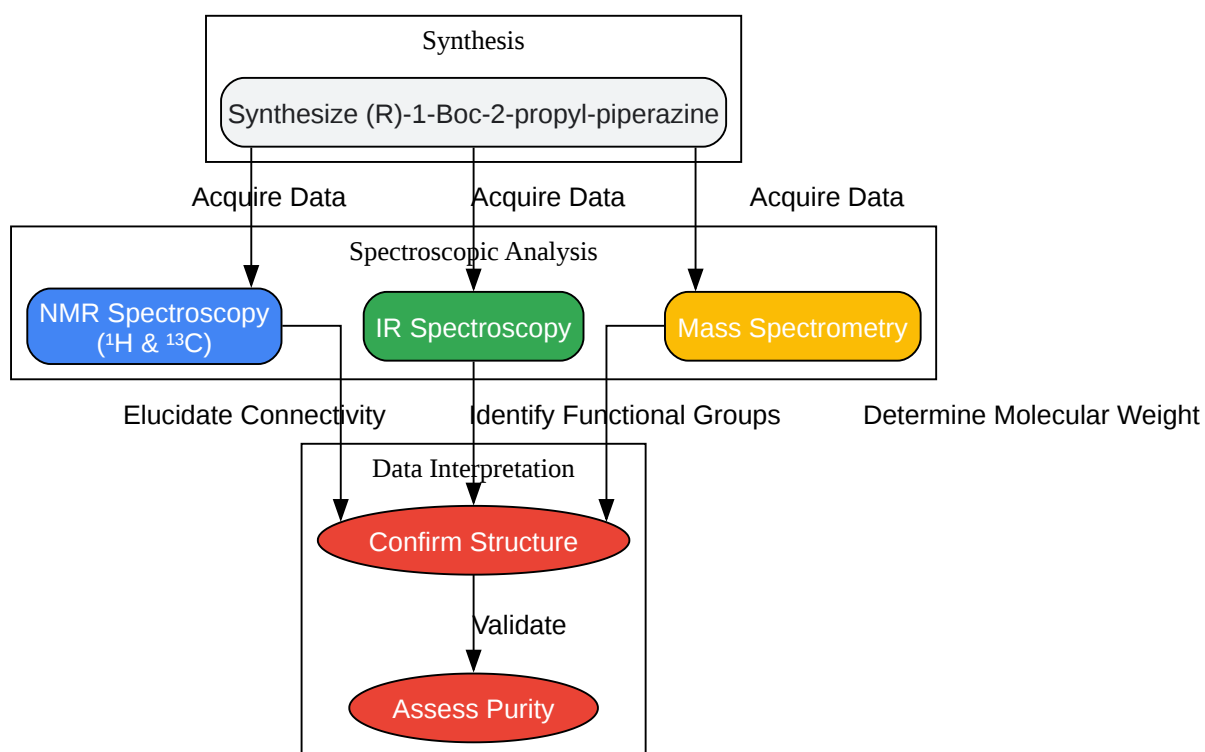 Synthesis
Synthesize (R)-1-Boc-2-propyl-piperazine
Acquire Data
Acquire Data
Acquire Data
Spectroscopic Analysis
NMR Spectroscopy
(¹H & ¹³C)
IR Spectroscopy
Mass Spectrometry
Elucidate Connectivity
Identify Functional Groups
Determine Molecular Weight
Data Interpretation
Confirm Structure
Validate
Assess Purity